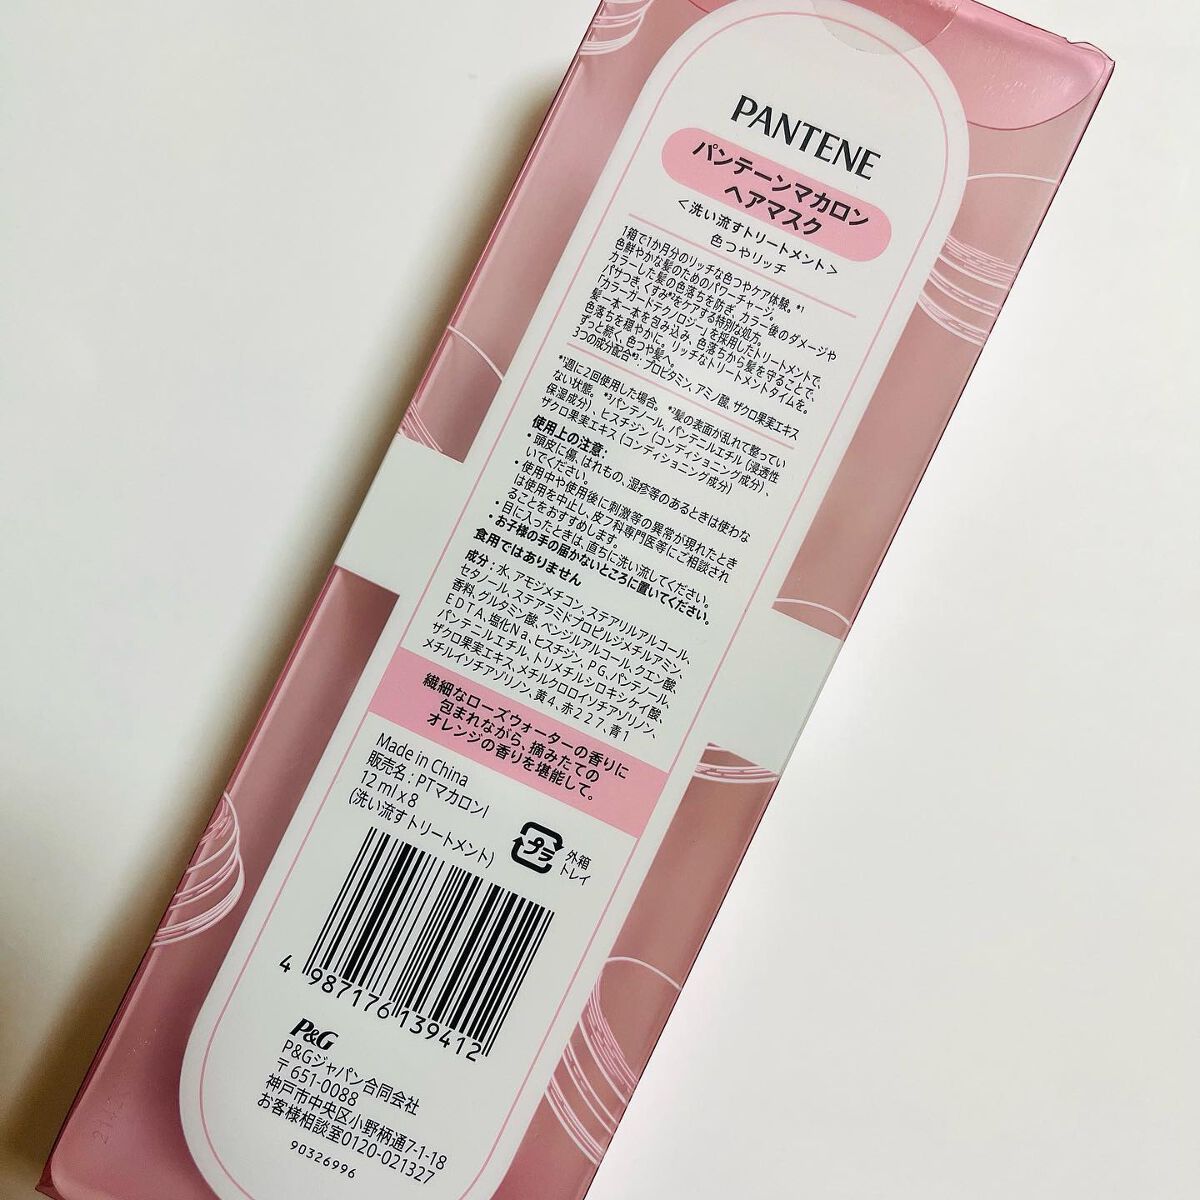 PANTENE
パンテーンマカロン
ヘアマスク
<洗い流すトリートメント>
色つやリッチ
1箱で1か月分のリッチな色つやケア体験。*1
色鮮やかな髪のためのパワーチャージ。
カラーした髪の色落ちを防ぎ、カラー後のダメージや
パサつき、くすみ*2をケアする特別な処方。
「カラーガードテクノロジー」を採用したトリートメントで、
髪一本一本を包み込み、色落ちから髪を守ることで、
色落ちを穏やかに。リッチなトリートメントタイムを。
ずっと続く、色つや髪へ。
3つの成分配合*3: プロビタミン、アミノ酸、ザクロ果実エキス
*1週に2回使用した場合。 *2髪の表面が乱れて整ってい
ない状態。 *3パンテノール、パンテニルエチル (浸透性
保湿成分)、ヒスチジン (コンディショニング成分)、
ザクロ果実エキス (コンディショニング成分)
使用上の注意:
・頭皮に傷、はれもの、湿疹等のあるときは使わな
いでください。
・使用中や使用後に刺激等の異常が現れたとき
は使用を中止し、皮フ科専門医等にご相談され
ることをおすすめします。
・目に入ったときは、直ちに洗い流してください。
・お子様の手の届かないところに置いてください。
食用ではありません
成分:水、アモジメチコン、ステアリルアルコール、
セタノール、ステアラミドプロピルジメチルアミン、
香料、グルタミン酸、ベンジルアルコール、クエン酸、
EDTA、塩化Na、ヒスチジン、PG、パンテノール、
パンテニルエチル、トリメチルシロキシケイ酸、
ザクロ果実エキス、メチルクロロイソチアゾリノン、
メチルイソチアゾリノン、黄4、赤227、青1
繊細なローズウォーターの香りに
包まれながら、摘みたての
オレンジの香りを堪能して。
Made in China
販売名:PTマカロンI
12 ml x 8
(洗い流すトリートメント)
プラ
外箱
トレイ
4 987176 139412
P&G
P&Gジャパン合同会社
〒651-0088
神戸市中央区小野柄通7-1-18
お客様相談室0120-021327
90326996